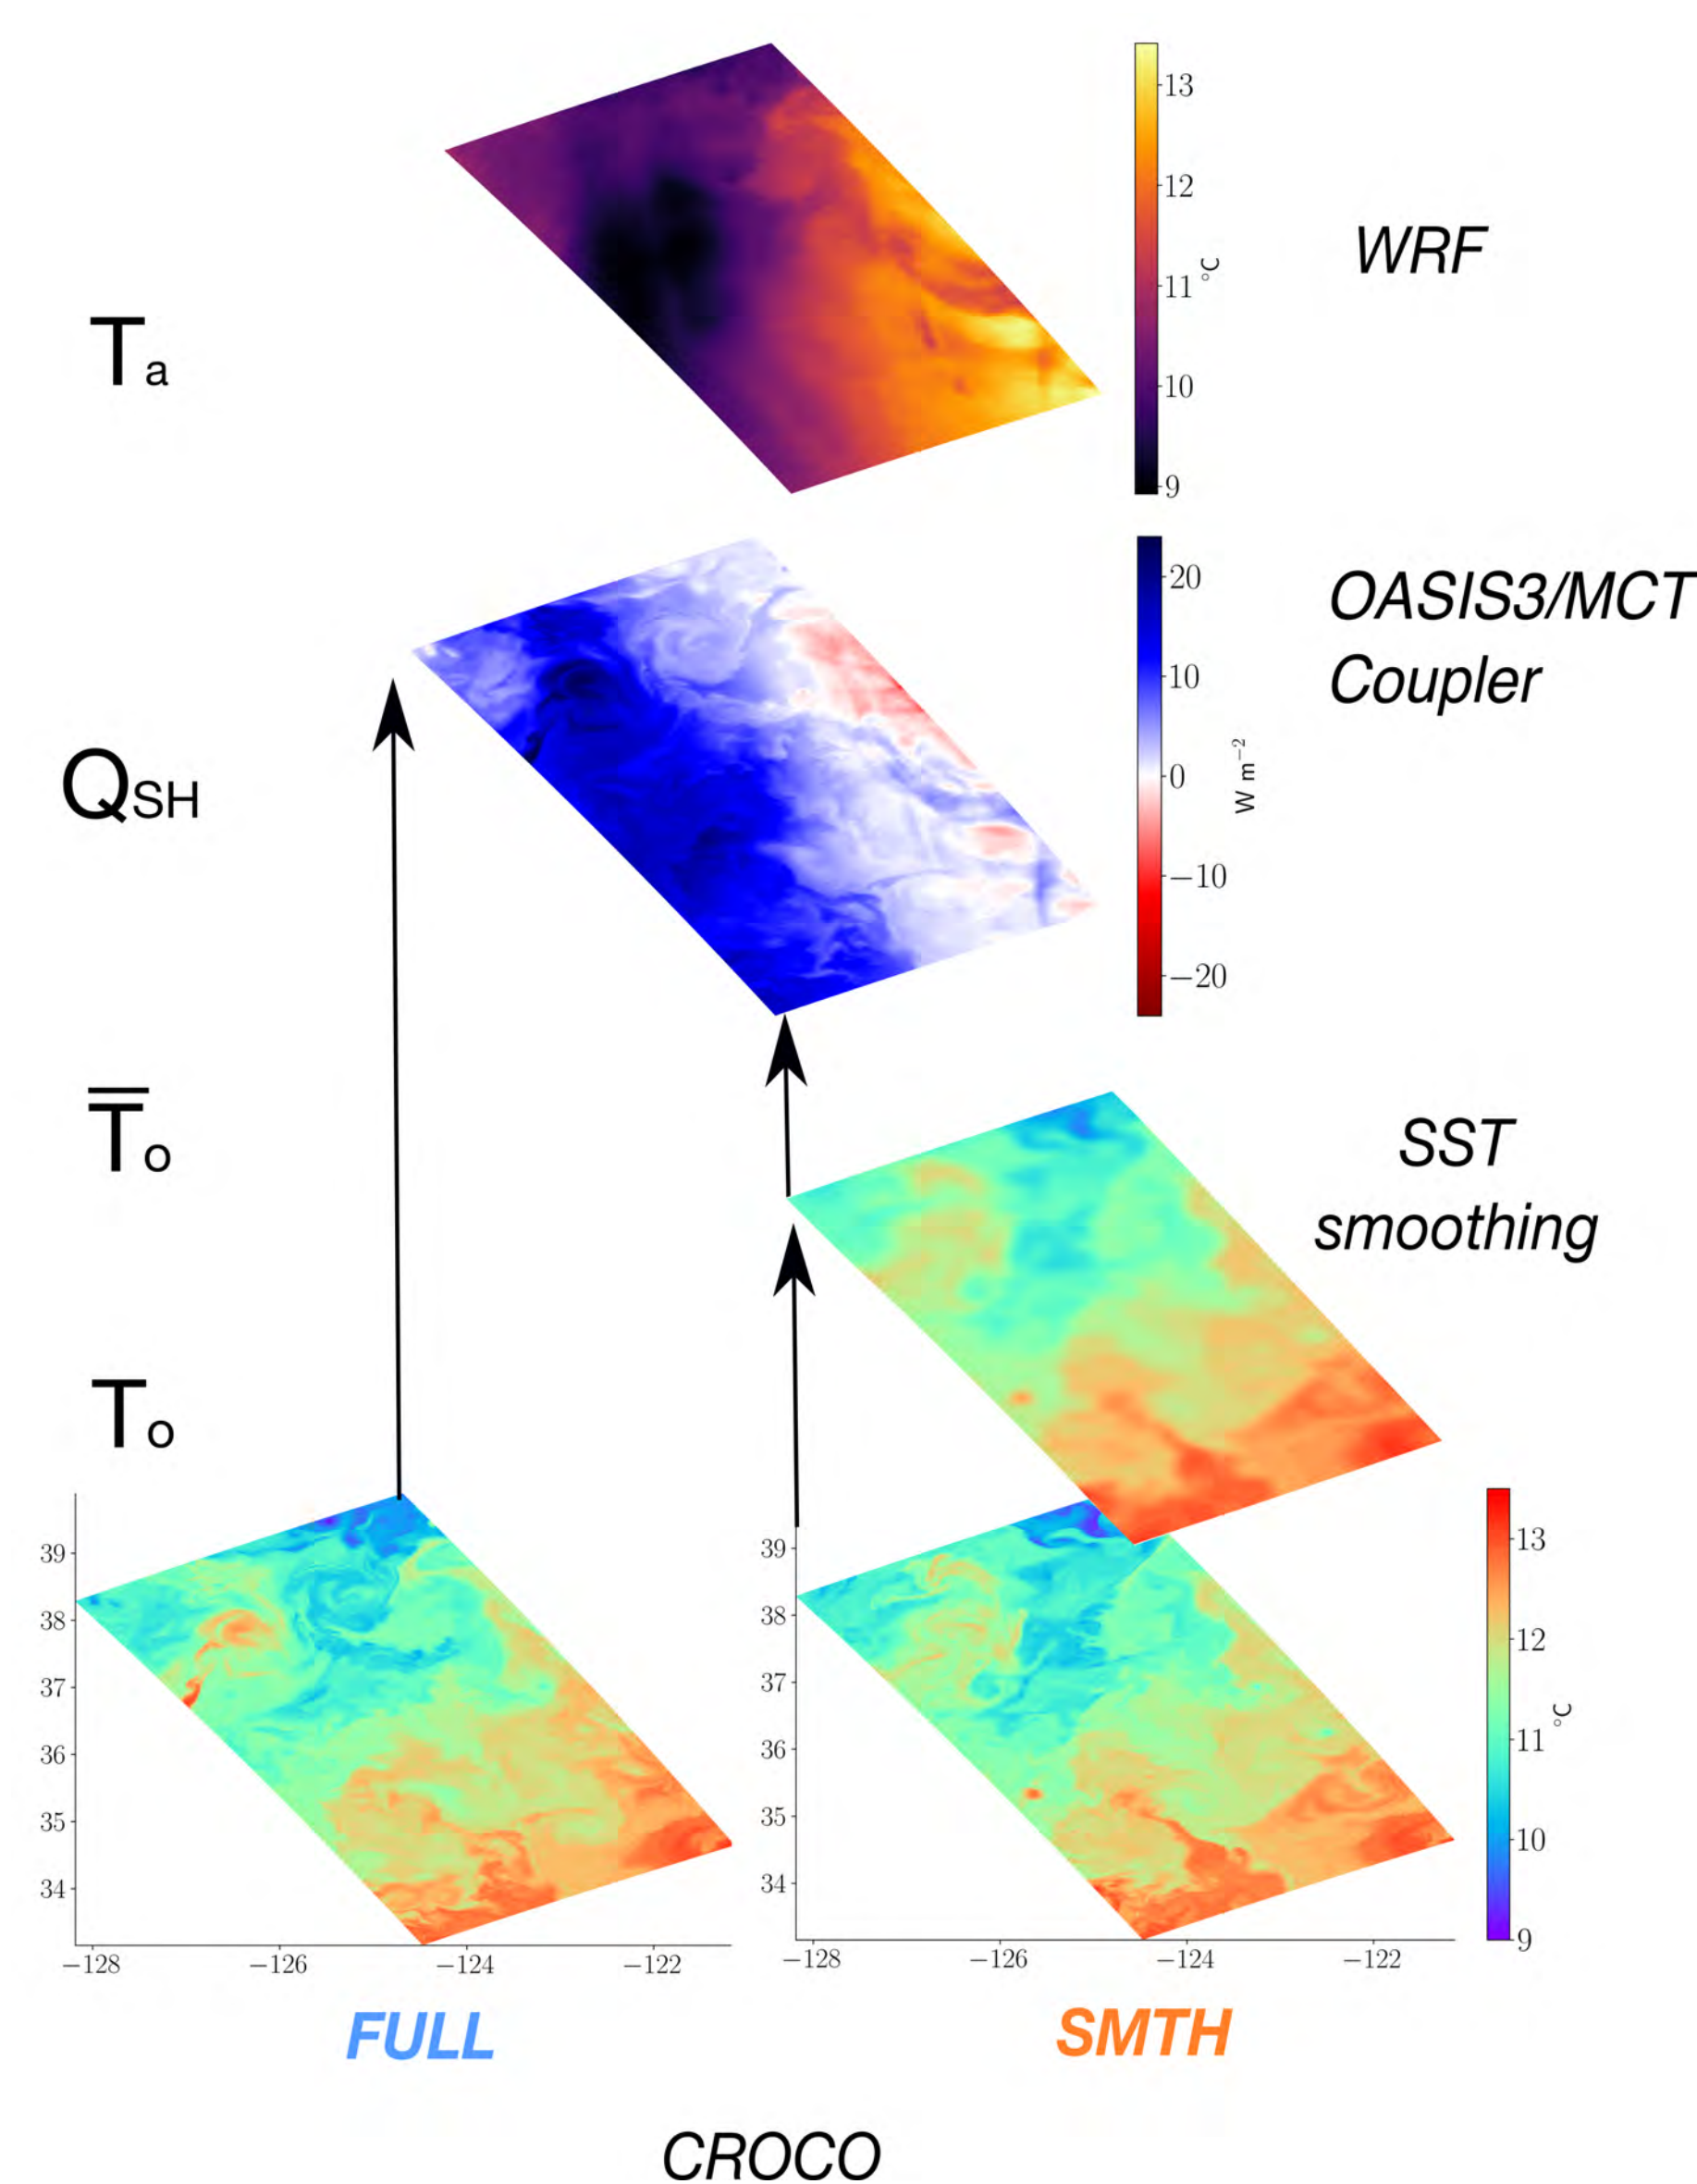 13
12
11
10
9
°C
WRF
Ta
20
10
0
−10
−20
W m−2
OASIS3/MCT
Coupler
QSH
T̅o
SST
smoothing
To
39
38
37
36
35
34
−128
−126
−124
−122
39
38
37
36
35
34
−128
−126
−124
−122
13
12
11
10
9
°C
FULL
SMTH
CROCO